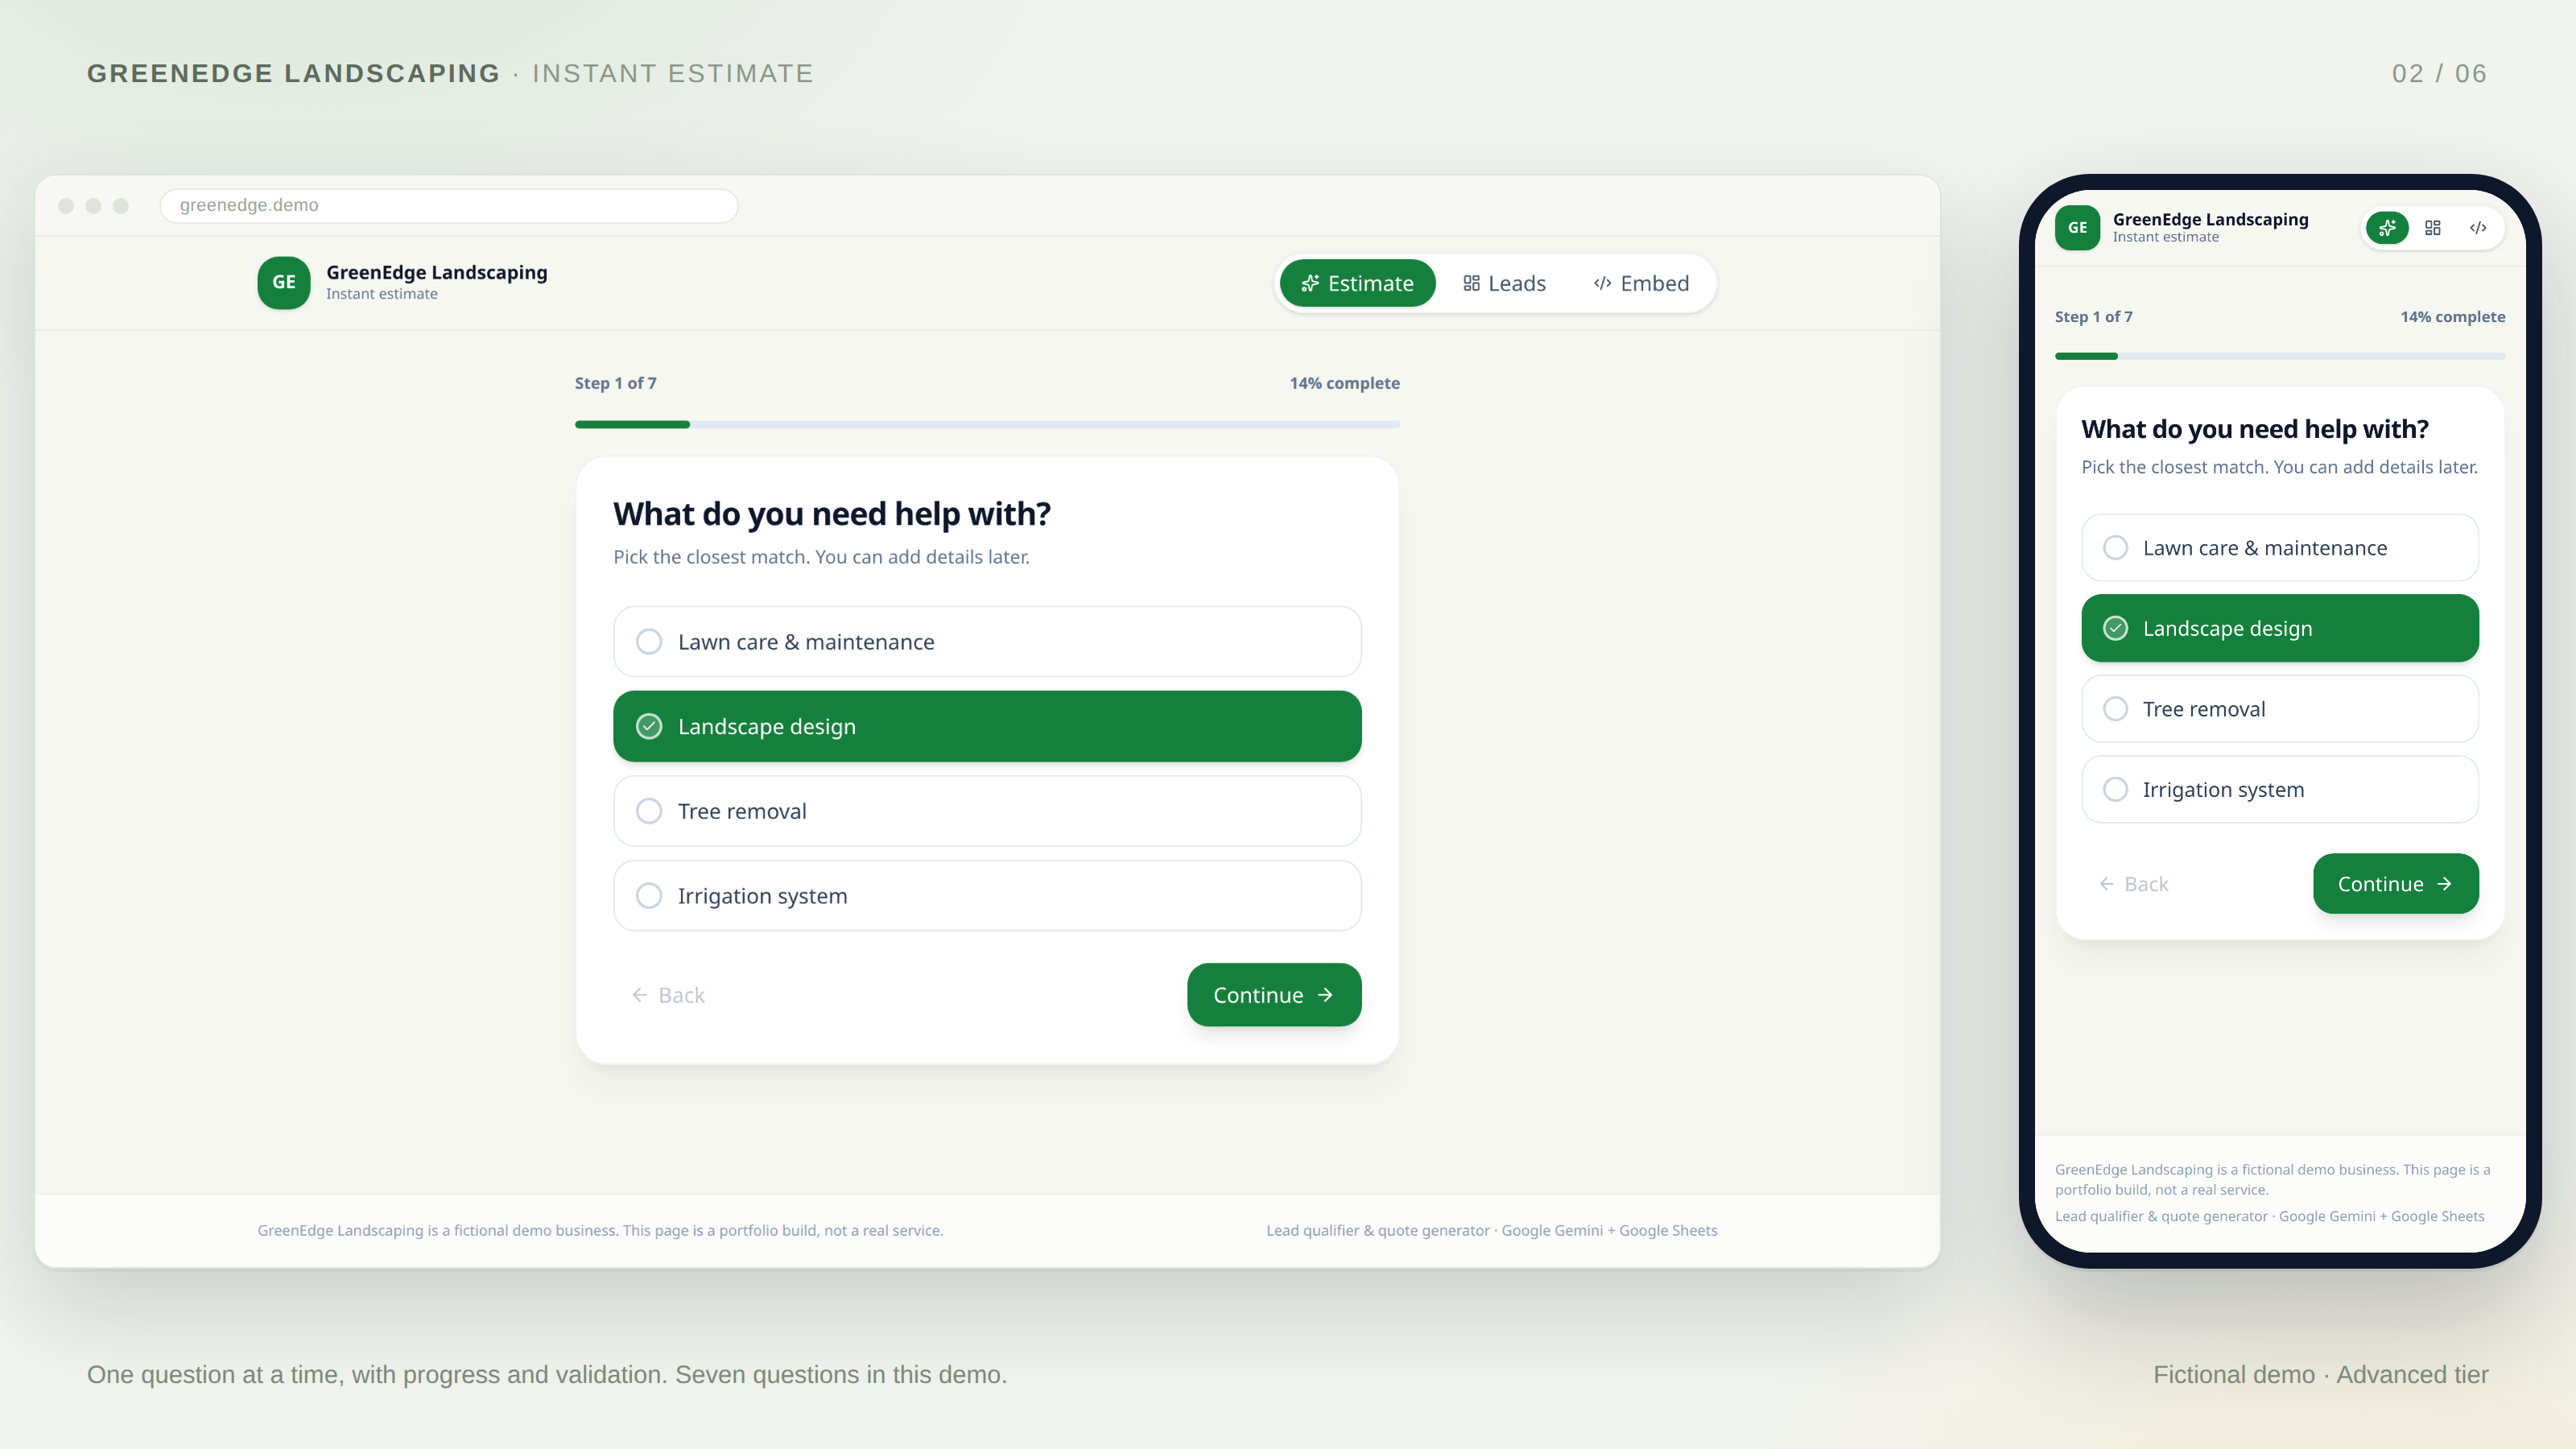 GREENEDGE LANDSCAPING · INSTANT ESTIMATE
02 / 06
greenedge.demo
GE
GreenEdge Landscaping
Instant estimate
Estimate
Leads
Embed
Step 1 of 7
14% complete
What do you need help with?
Pick the closest match. You can add details later.
Lawn care & maintenance
Landscape design
Tree removal
Irrigation system
Back
Continue
GreenEdge Landscaping is a fictional demo business. This page is a portfolio build, not a real service.
Lead qualifier & quote generator · Google Gemini + Google Sheets
GE
GreenEdge Landscaping
Instant estimate
Step 1 of 7
14% complete
What do you need help with?
Pick the closest match. You can add details later.
Lawn care & maintenance
Landscape design
Tree removal
Irrigation system
Back
Continue
GreenEdge Landscaping is a fictional demo business. This page is a
portfolio build, not a real service.
Lead qualifier & quote generator · Google Gemini + Google Sheets
One question at a time, with progress and validation. Seven questions in this demo.
Fictional demo · Advanced tier